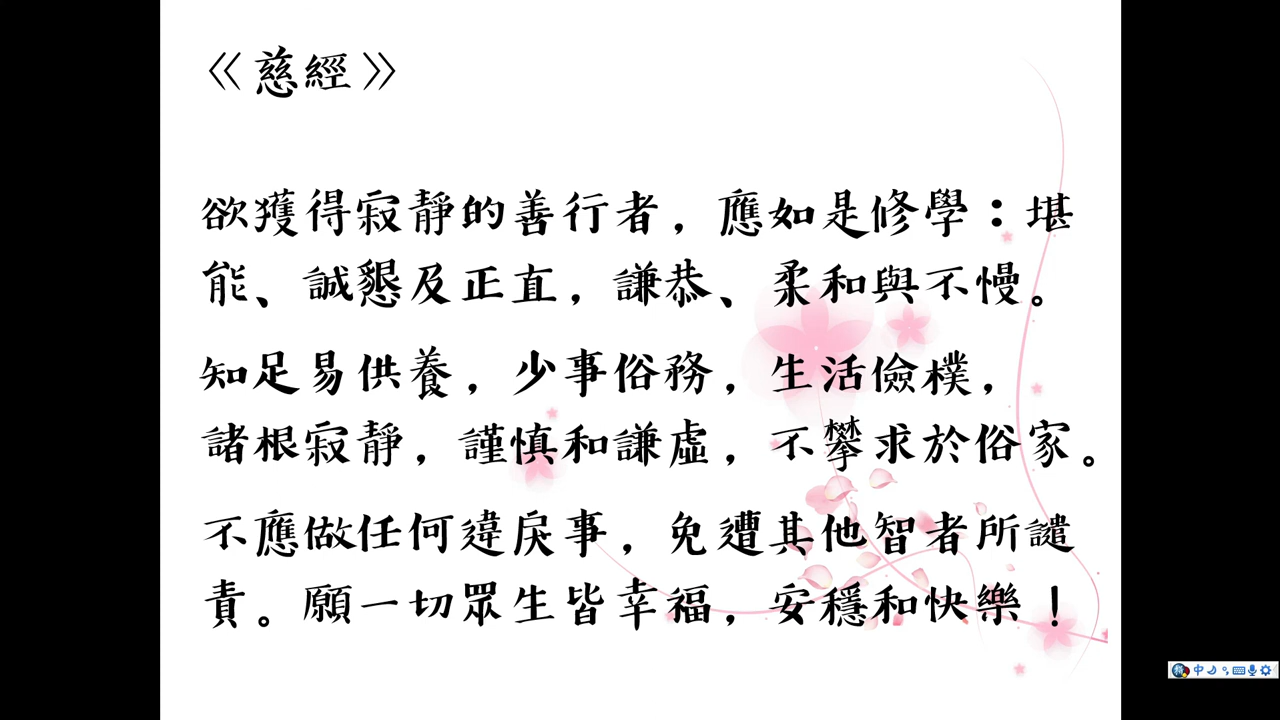 《慈經》
欲獲得寂靜的善行者，應如是修學：堪
能、誠懇及正直，謙恭、柔和與不慢。
知足易供養，少事俗務，生活儉樸，
諸根寂靜，謹慎和謙虛，不攀求於俗家。
不應做任何違戾事，免遭其他智者所譴
責。願一切眾生皆幸福，安穩和快樂！
中